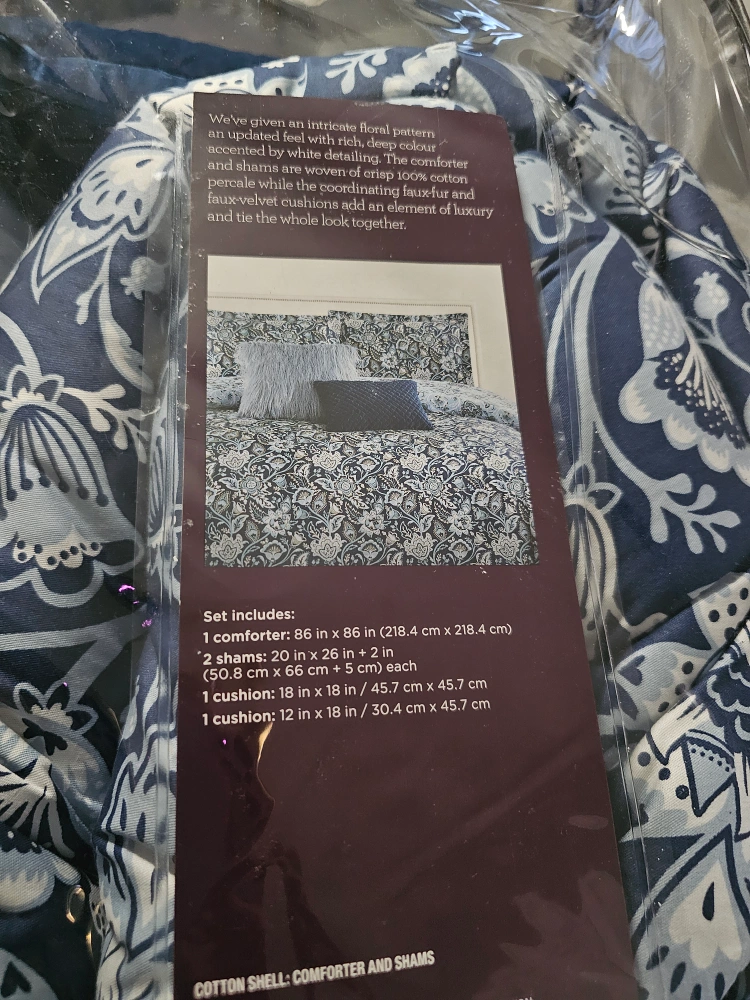 We've given an intricate floral pattern
an updated feel with rich, deep colour
accented by white detailing. The comforter
and shams are woven of crisp 100% cotton
percale while the coordinating faux-fur and
faux-velvet cushions add an element of luxury
and tie the whole look together.
Set includes:
1 comforter: 86 in x 86 in (218.4 cm x 218.4 cm)
2 shams: 20 in x 26 in + 2 in
(50.8 cm x 66 cm + 5 cm) each
1 cushion: 18 in x 18 in / 45.7 cm x 45.7 cm
1 cushion: 12 in x 18 in / 30.4 cm x 45.7 cm
COTTON SHELL: COMFORTER AND SHAMS